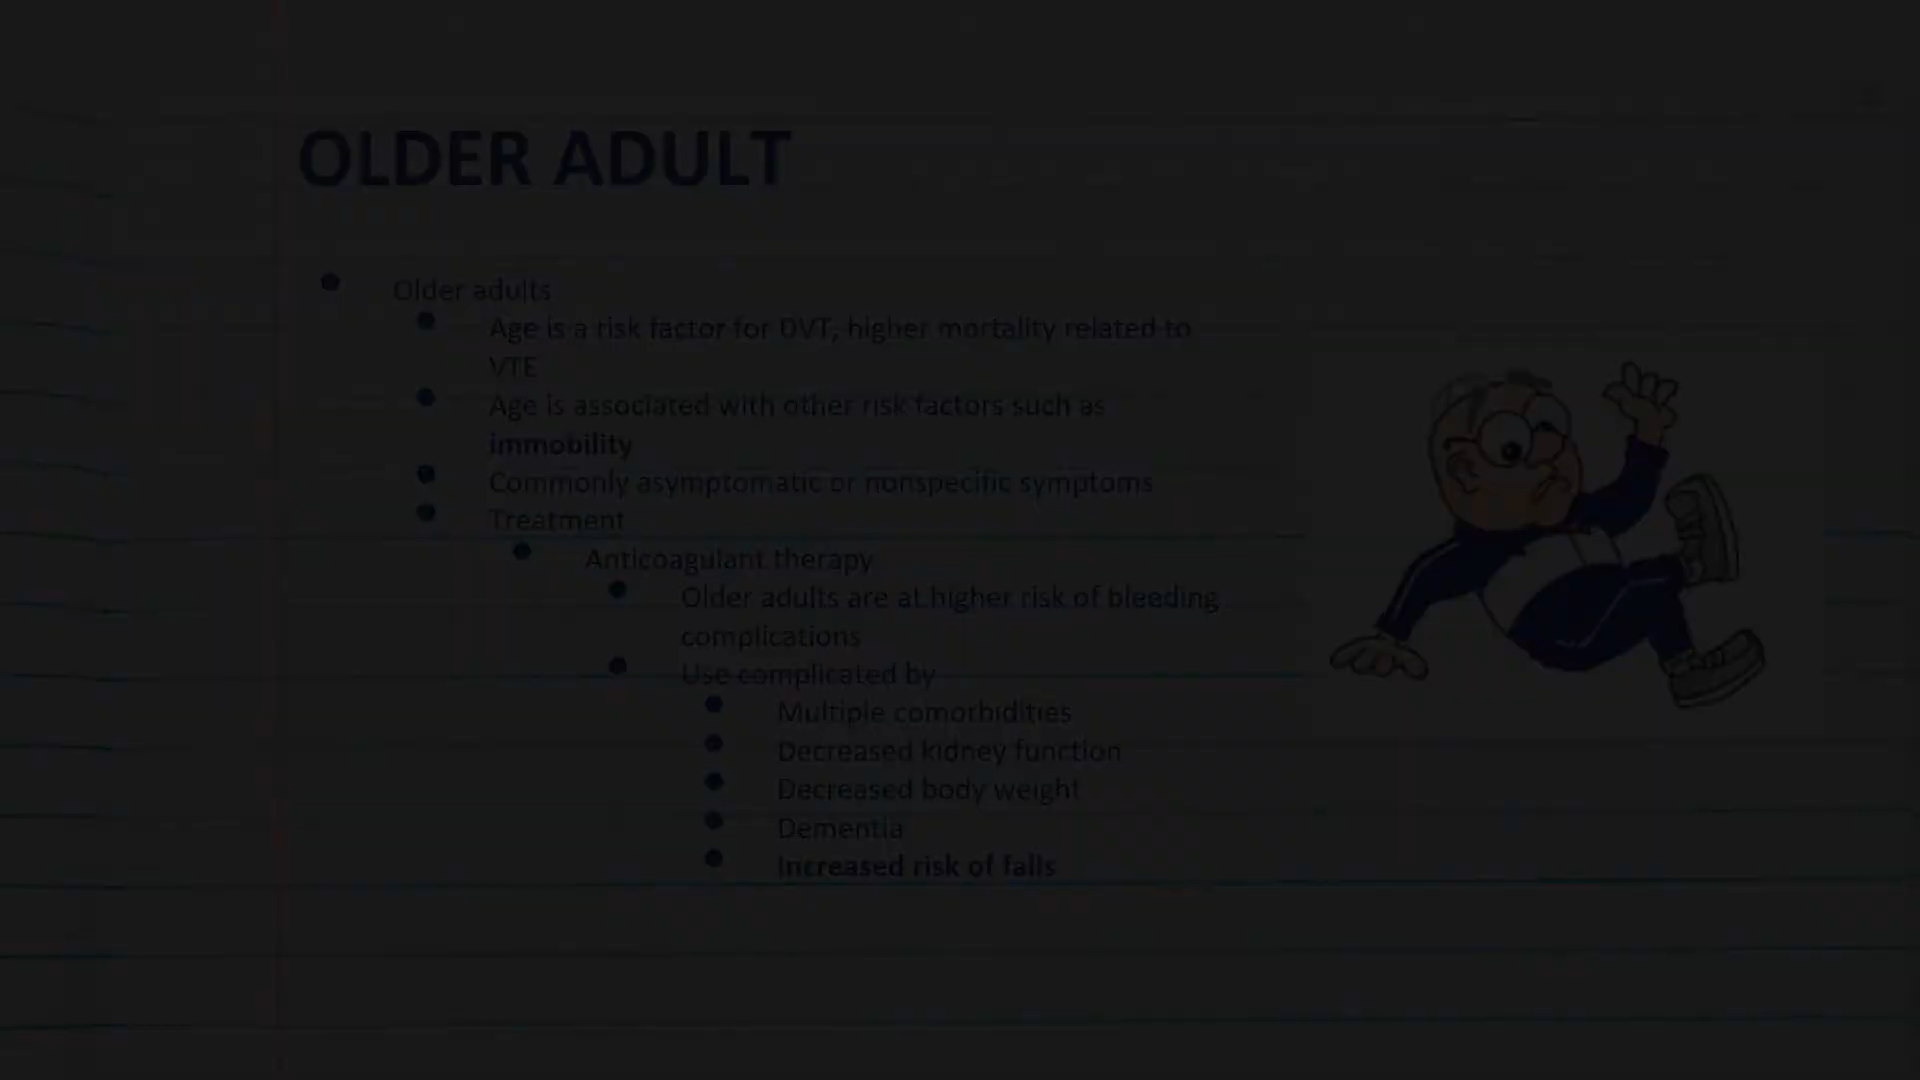 OLDER ADULT
Older adults
Age is a risk factor for DVT, higher mortality related to
VTE
Age is associated with other risk factors such as
immobility
Commonly asymptomatic or nonspecific symptoms
Treatment
Anticoagulant therapy
Older adults are at higher risk of bleeding
complications
Use complicated by
Multiple comorbidities
Decreased kidney function
Decreased body weight
Dementia
Increased risk of falls